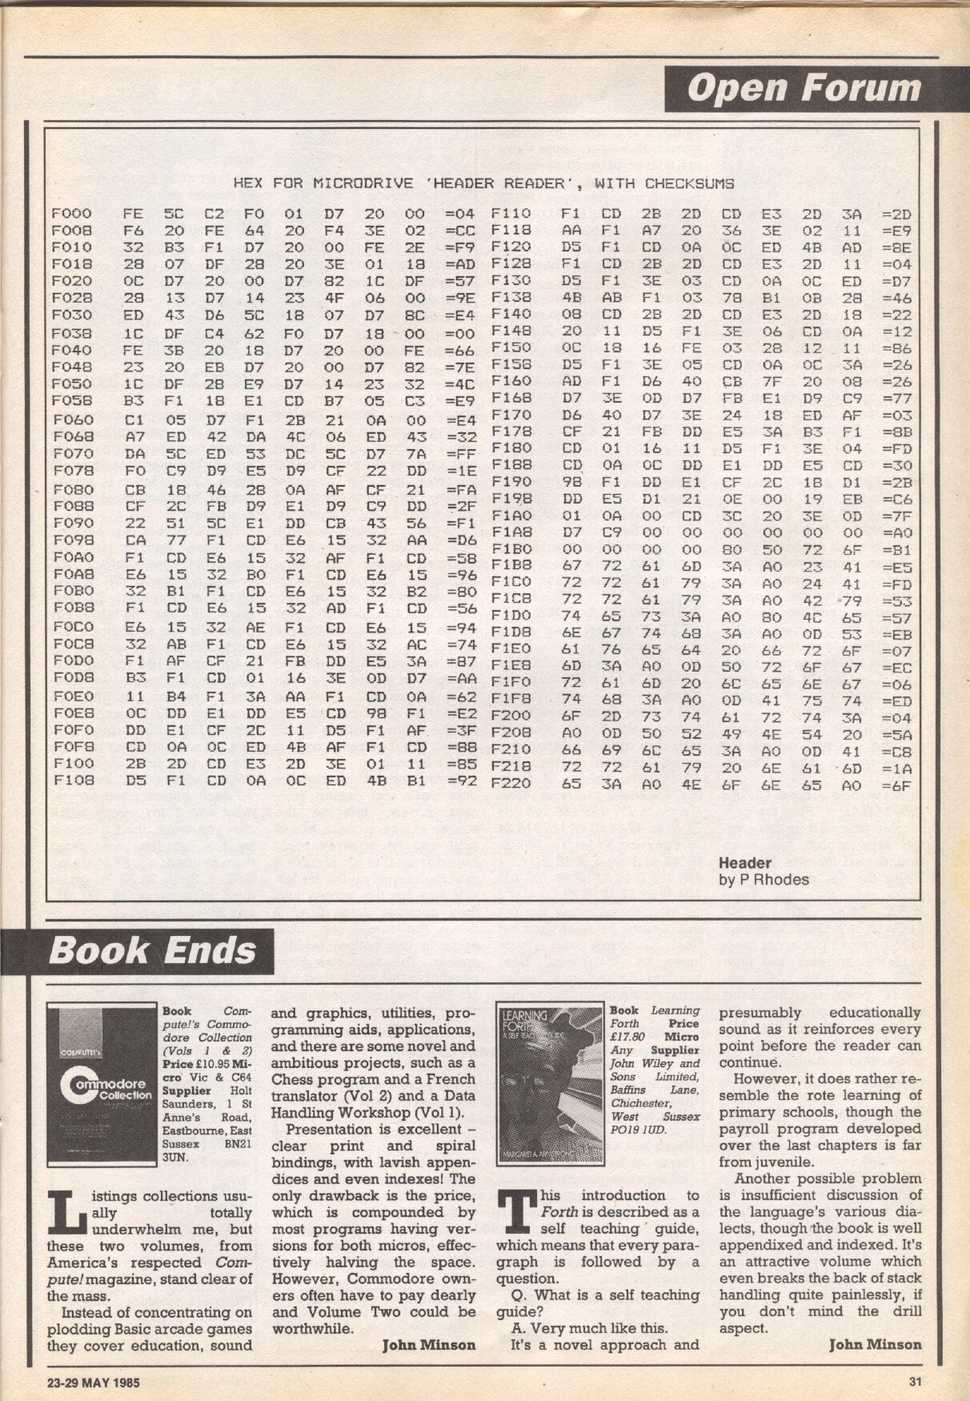 Open Forum
HEX FOR MICRODRIVE 'HEADER READER', WITH CHECKSUMS
F000 FE 5C C2 F0 01 D7 20 00 =04
F008 F6 20 FE 64 20 F4 3E 02 =CC
F010 32 B3 F1 D7 20 00 FE 2E =F9
F018 28 07 DF 28 20 3E 01 18 =AD
F020 0C D7 20 00 D7 82 1C DF =57
F028 28 13 D7 14 23 4F 06 00 =9E
F030 ED 43 D6 5C 18 07 D7 8C =E4
F038 1C DF C4 62 F0 D7 18 00 =00
F040 FE 3B 20 18 D7 20 00 FE =66
F048 23 20 EB D7 20 00 D7 82 =7E
F050 1C DF 28 E9 D7 14 23 32 =4C
F058 B3 F1 18 E1 CD B7 05 C3 =E9
F060 C1 05 D7 F1 2B 21 0A 00 =E4
F068 A7 ED 42 DA 4C 06 ED 43 =32
F070 DA 5C ED 53 DC 5C D7 7A =FF
F078 F0 C9 D9 E5 D9 CF 22 DD =1E
F080 CB 18 46 28 0A AF CF 21 =FA
F088 CF 2C FB D9 E1 D9 C9 DD =2F
F090 22 51 5C E1 DD CB 43 56 =F1
F098 CA 77 F1 CD E6 15 32 AA =D6
F0A0 F1 CD E6 15 32 AF F1 CD =58
F0A8 E6 15 32 B0 F1 CD E6 15 =96
F0B0 32 B1 F1 CD E6 15 32 B2 =80
F0B8 F1 CD E6 15 32 AD F1 CD =56
F0C0 E6 15 32 AE F1 CD E6 15 =94
F0C8 32 AB F1 CD E6 15 32 AC =74
F0D0 F1 AF CF 21 FB DD E5 3A =87
F0D8 B3 F1 CD 01 16 3E 0D D7 =AA
F0E0 11 B4 F1 3A AA F1 CD 0A =62
F0E8 0C DD E1 DD E5 CD 98 F1 =E2
F0F0 DD E1 CF 2C 11 D5 F1 AF =3F
F0F8 CD 0A 0C ED 4B AF F1 CD =88
F100 2B 2D CD E3 2D 3E 01 11 =85
F108 D5 F1 CD 0A 0C ED 4B B1 =92
F110 F1 CD 2B 2D CD E3 2D 3A =2D
F118 AA F1 A7 20 36 3E 02 11 =E9
F120 D5 F1 CD 0A 0C ED 4B AD =8E
F128 F1 CD 2B 2D CD E3 2D 11 =04
F130 D5 F1 3E 03 CD 0A 0C ED =D7
F138 4B AB F1 03 78 B1 0B 28 =46
F140 08 CD 2B 2D CD E3 2D 18 =22
F148 20 11 D5 F1 3E 06 CD 0A =12
F150 0C 18 16 FE 03 28 12 11 =86
F158 D5 F1 3E 05 CD 0A 0C 3A =26
F160 AD F1 D6 40 CB 7F 20 08 =26
F168 D7 3E 0D D7 FB E1 D9 C9 =77
F170 D6 40 D7 3E 24 18 ED AF =03
F178 CF 21 FB DD E5 3A B3 F1 =8B
F180 CD 01 16 11 D5 F1 3E 04 =FD
F188 CD 0A 0C DD E1 DD E5 CD =30
F190 98 F1 DD E1 CF 2C 18 D1 =2B
F198 DD E5 D1 21 0E 00 19 EB =C6
F1A0 01 0A 00 CD 3C 20 3E 0D =7F
F1A8 D7 C9 00 00 00 00 00 00 =A0
F1B0 00 00 00 00 80 50 72 6F =B1
F1B8 67 72 61 6D 3A A0 23 41 =E5
F1C0 72 72 61 79 3A A0 24 41 =FD
F1C8 72 72 61 79 3A A0 42 79 =53
F1D0 74 65 73 3A A0 80 4C 65 =57
F1D8 6E 67 74 68 3A A0 0D 53 =EB
F1E0 61 76 65 64 20 66 72 6F =07
F1E8 6D 3A A0 0D 50 72 6F 67 =EC
F1F0 72 61 6D 20 6C 65 6E 67 =06
F1F8 74 68 3A A0 0D 41 75 74 =ED
F200 6F 2D 73 74 61 72 74 3A =04
F208 A0 0D 50 52 49 4E 54 20 =5A
F210 66 69 6C 65 3A A0 0D 41 =C8
F218 72 72 61 79 20 6E 61 6D =1A
F220 65 3A A0 4E 6F 6E 65 A0 =6F
Header
by P Rhodes
Book Ends
COMPUTE!'s
Commodore
Collection
Book Com-
pute!'s Commo-
dore Collection
(Vols 1 & 2)
Price £10.95 Mi-
cro Vic & C64
Supplier Holt
Saunders, 1 St
Anne's Road,
Eastbourne, East
Sussex BN21
3UN.
Listings collections usu-
ally totally
underwhelm me, but
these two volumes, from
America's respected Com-
pute! magazine, stand clear of
the mass.
Instead of concentrating on
plodding Basic arcade games
they cover education, sound
and graphics, utilities, pro-
gramming aids, applications,
and there are some novel and
ambitious projects, such as a
Chess program and a French
translator (Vol 2) and a Data
Handling Workshop (Vol 1).
Presentation is excellent –
clear print and spiral
bindings, with lavish appen-
dices and even indexes! The
only drawback is the price,
which is compounded by
most programs having ver-
sions for both micros, effec-
tively halving the space.
However, Commodore own-
ers often have to pay dearly
and Volume Two could be
worthwhile.
John Minson
LEARNING
FORTH
A SELF TEACHING GUIDE
MARGARET A. ARMSTRONG
Book Learning
Forth Price
£17.80 Micro
Any Supplier
John Wiley and
Sons Limited,
Baffins Lane,
Chichester,
West Sussex
PO19 1UD.
This introduction to
Forth is described as a
self teaching guide,
which means that every para-
graph is followed by a
question.
Q. What is a self teaching
guide?
A. Very much like this.
It's a novel approach and
presumably educationally
sound as it reinforces every
point before the reader can
continue.
However, it does rather re-
semble the rote learning of
primary schools, though the
payroll program developed
over the last chapters is far
from juvenile.
Another possible problem
is insufficient discussion of
the language's various dia-
lects, though the book is well
appendixed and indexed. It's
an attractive volume which
even breaks the back of stack
handling quite painlessly, if
you don't mind the drill
aspect.
John Minson
23-29 MAY 1985
31